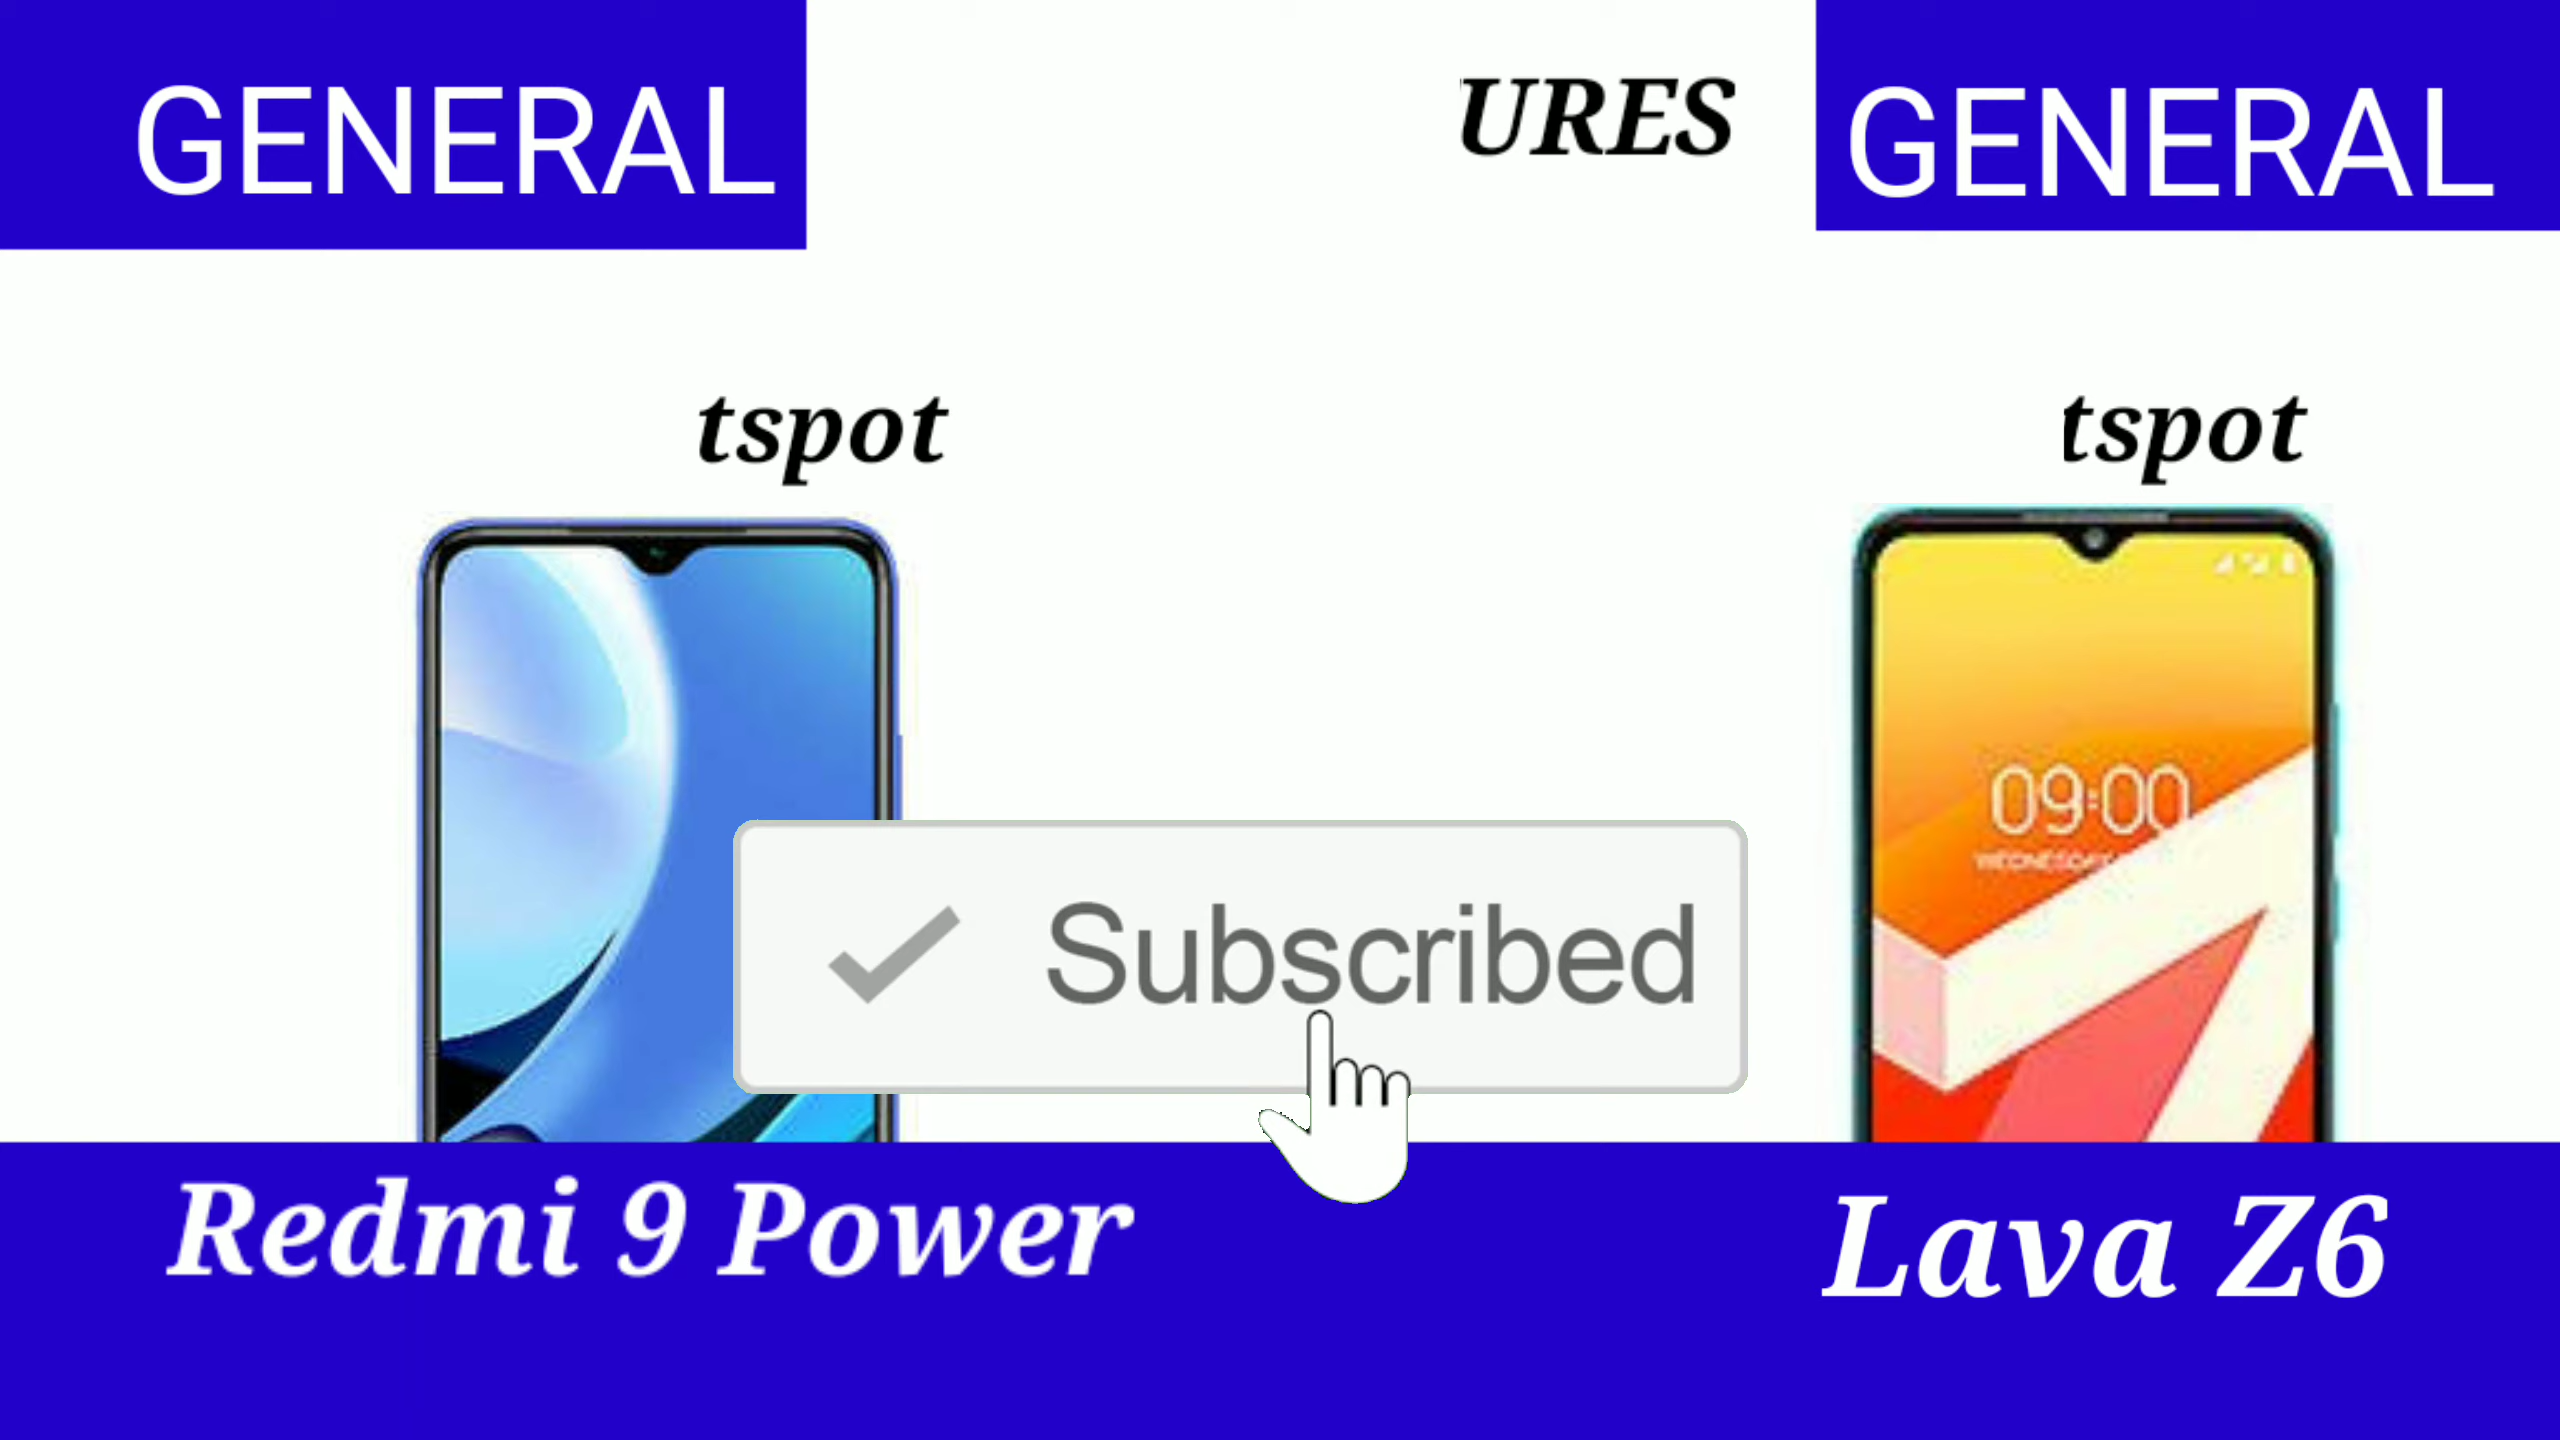 GENERAL
URES
GENERAL
tspot
tspot
09:00
Subscribed
Redmi 9 Power
Lava Z6